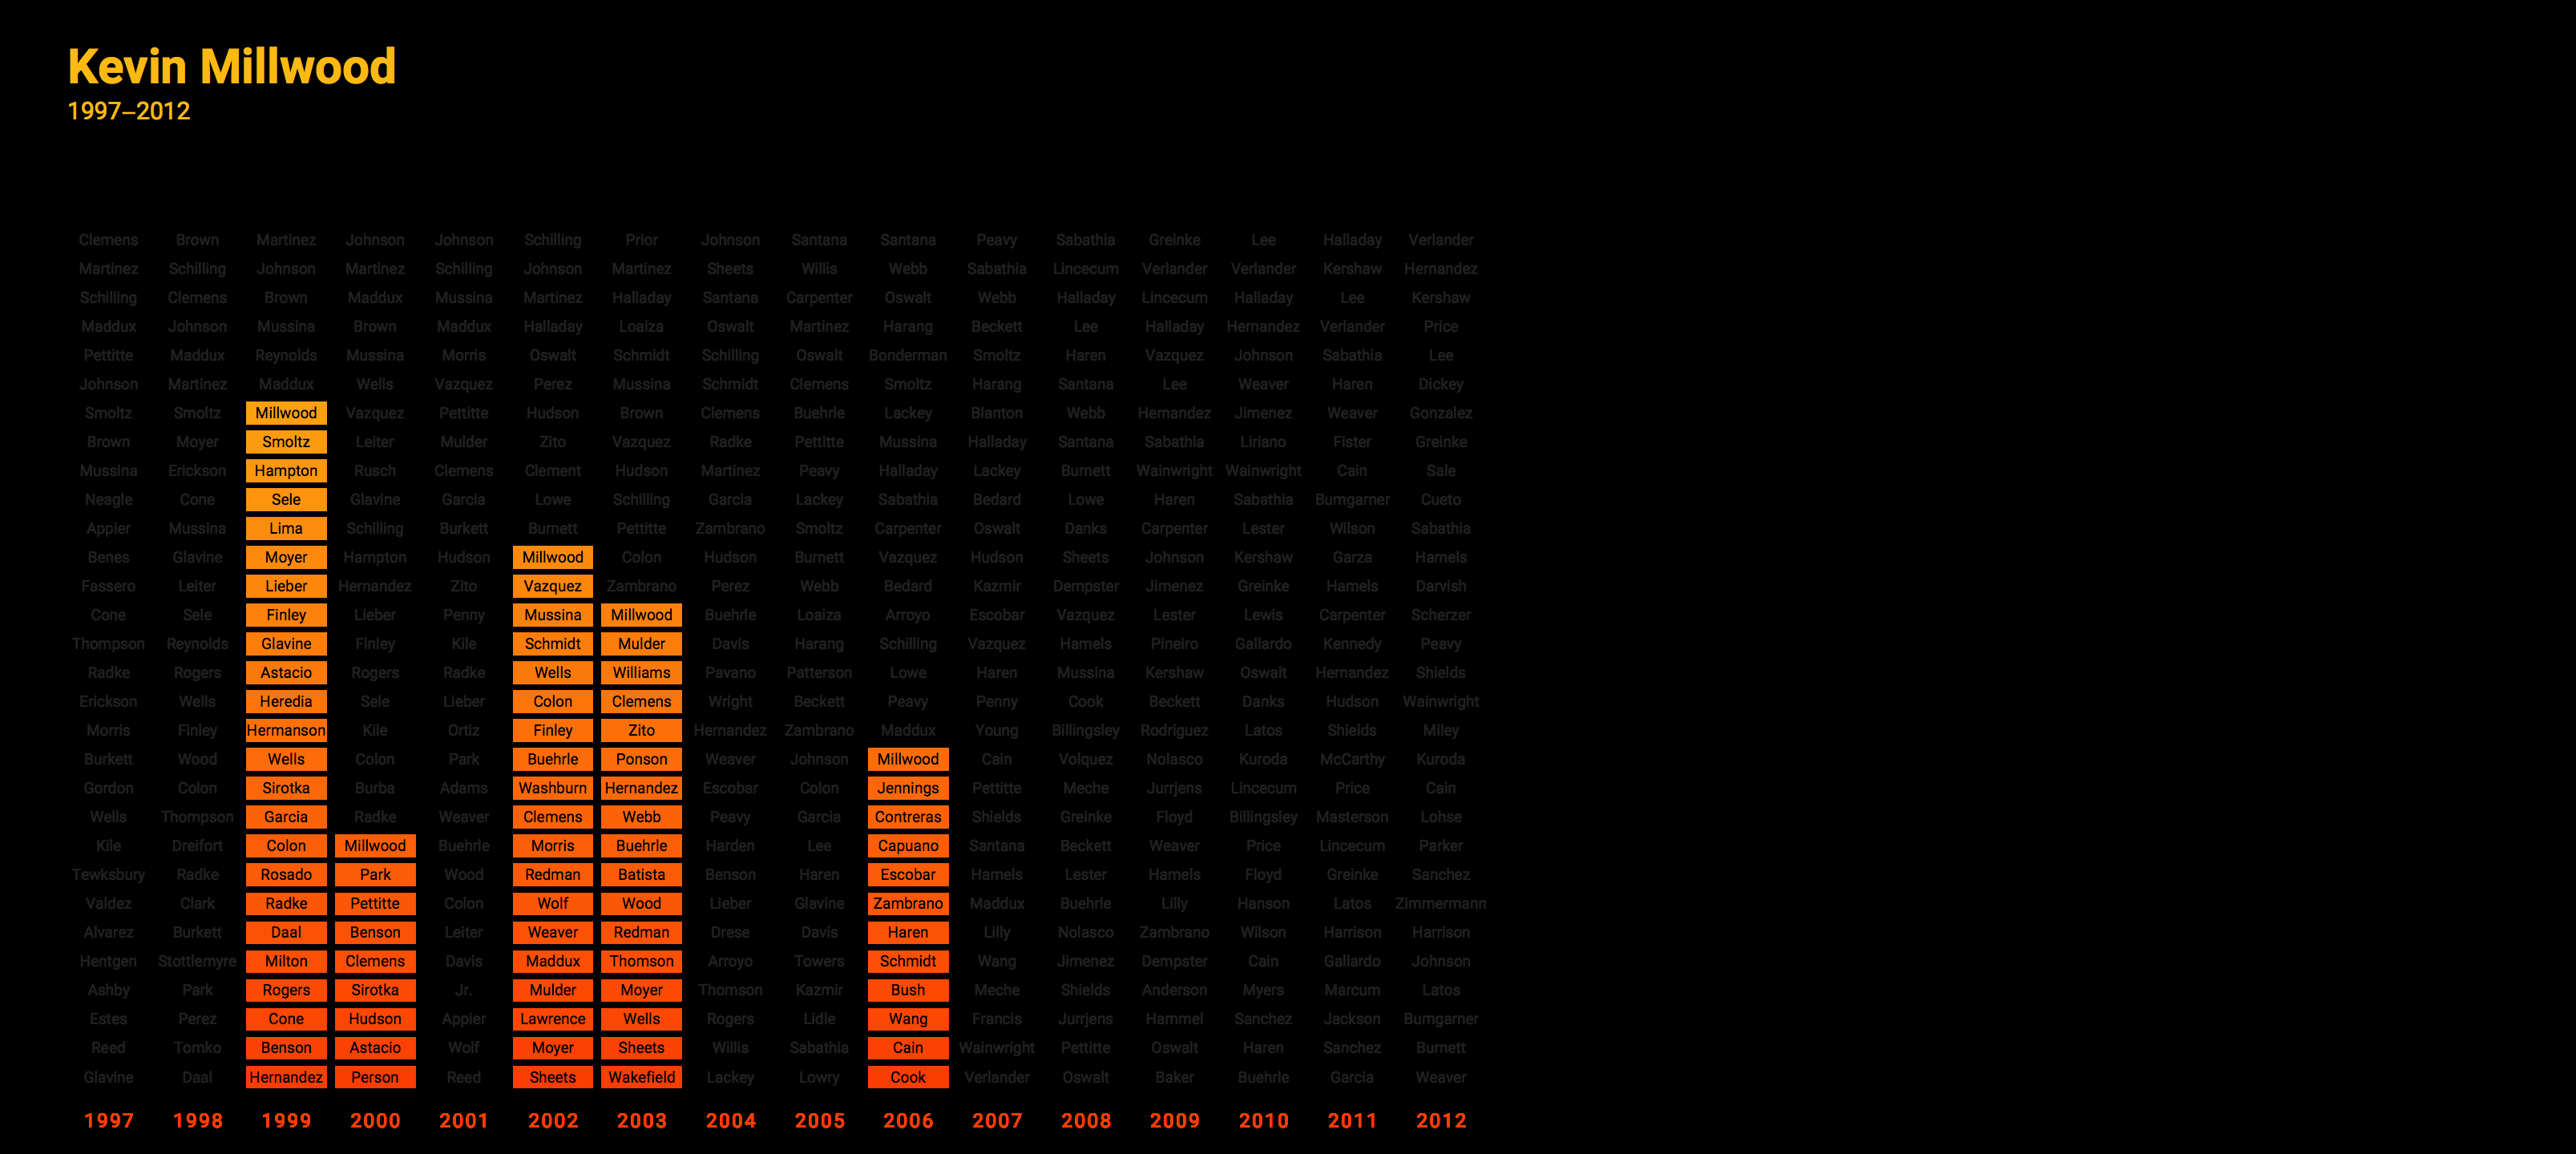 Kevin Millwood
1997–2012
Clemens Brown Martinez Johnson Johnson Schilling Prior Johnson Santana Santana Peavy Sabathia Greinke Lee Halladay Verlander
Martinez Schilling Johnson Martinez Schilling Johnson Martinez Sheets Willis Webb Sabathia Lincecum Verlander Verlander Kershaw Hernandez
Schilling Clemens Brown Maddux Mussina Martinez Halladay Santana Carpenter Oswalt Webb Halladay Lincecum Halladay Lee Kershaw
Maddux Johnson Mussina Brown Maddux Halladay Loaiza Oswalt Martinez Harang Beckett Lee Halladay Hernandez Verlander Price
Pettitte Maddux Reynolds Mussina Morris Oswalt Schmidt Schilling Oswalt Bonderman Smoltz Haren Vazquez Johnson Sabathia Lee
Johnson Martinez Maddux Wells Vazquez Perez Mussina Schmidt Clemens Smoltz Harang Santana Lee Weaver Haren Dickey
Smoltz Smoltz Millwood Vazquez Pettitte Hudson Brown Clemens Buehrle Lackey Blanton Webb Hernandez Jimenez Weaver Gonzalez
Brown Moyer Smoltz Leiter Mulder Zito Vazquez Radke Pettitte Mussina Halladay Santana Sabathia Liriano Fister Greinke
Mussina Erickson Hampton Rusch Clemens Clement Hudson Martinez Peavy Halladay Lackey Burnett Wainwright Wainwright Cain Sale
Neagle Cone Sele Glavine Garcia Lowe Schilling Garcia Lackey Sabathia Bedard Lowe Haren Sabathia Bumgarner Cueto
Appier Mussina Lima Schilling Burkett Burnett Pettitte Zambrano Smoltz Carpenter Oswalt Danks Carpenter Lester Wilson Sabathia
Benes Glavine Moyer Hampton Hudson Millwood Colon Hudson Burnett Vazquez Hudson Sheets Johnson Kershaw Garza Hamels
Fassero Leiter Lieber Hernandez Zito Vazquez Zambrano Perez Webb Bedard Kazmir Dempster Jimenez Greinke Hamels Darvish
Cone Sele Finley Lieber Penny Mussina Millwood Buehrle Loaiza Arroyo Escobar Vazquez Lester Lewis Carpenter Scherzer
Thompson Reynolds Glavine Finley Kile Schmidt Mulder Davis Harang Schilling Vazquez Hamels Pineiro Gallardo Kennedy Peavy
Radke Rogers Astacio Rogers Radke Wells Williams Pavano Patterson Lowe Haren Mussina Kershaw Oswalt Hernandez Shields
Erickson Wells Heredia Sele Lieber Colon Clemens Wright Beckett Peavy Penny Cook Beckett Danks Hudson Wainwright
Morris Finley Hermanson Kile Ortiz Finley Zito Hernandez Zambrano Maddux Young Billingsley Rodriguez Latos Shields Miley
Burkett Wood Wells Colon Park Buehrle Ponson Weaver Johnson Millwood Cain Volquez Nolasco Kuroda McCarthy Kuroda
Gordon Colon Sirotka Burba Adams Washburn Hernandez Escobar Colon Jennings Pettitte Meche Jurrjens Lincecum Price Cain
Wells Thompson Garcia Radke Weaver Clemens Webb Peavy Garcia Contreras Shields Greinke Floyd Billingsley Masterson Lohse
Kile Dreifort Colon Millwood Buehrle Morris Buehrle Harden Lee Capuano Santana Beckett Weaver Price Lincecum Parker
Tewksbury Radke Rosado Park Wood Redman Batista Benson Haren Escobar Hamels Lester Hamels Floyd Greinke Sanchez
Valdez Clark Radke Pettitte Colon Wolf Wood Lieber Glavine Zambrano Maddux Buehrle Lilly Hanson Latos Zimmermann
Alvarez Burkett Daal Benson Leiter Weaver Redman Drese Davis Haren Lilly Nolasco Zambrano Wilson Harrison Harrison
Hentgen Stottlemyre Milton Clemens Davis Maddux Thomson Arroyo Towers Schmidt Wang Jimenez Dempster Cain Gallardo Johnson
Ashby Park Rogers Sirotka Jr. Mulder Moyer Thomson Kazmir Bush Meche Shields Anderson Myers Marcum Latos
Estes Perez Cone Hudson Appier Lawrence Wells Rogers Lidle Wang Francis Jurrjens Hammel Sanchez Jackson Bumgarner
Reed Tomko Benson Astacio Wolf Moyer Sheets Willis Sabathia Cain Wainwright Pettitte Oswalt Haren Sanchez Burnett
Glavine Daal Hernandez Person Reed Sheets Wakefield Lackey Lowry Cook Verlander Oswalt Baker Buehrle Garcia Weaver
1997 1998 1999 2000 2001 2002 2003 2004 2005 2006 2007 2008 2009 2010 2011 2012